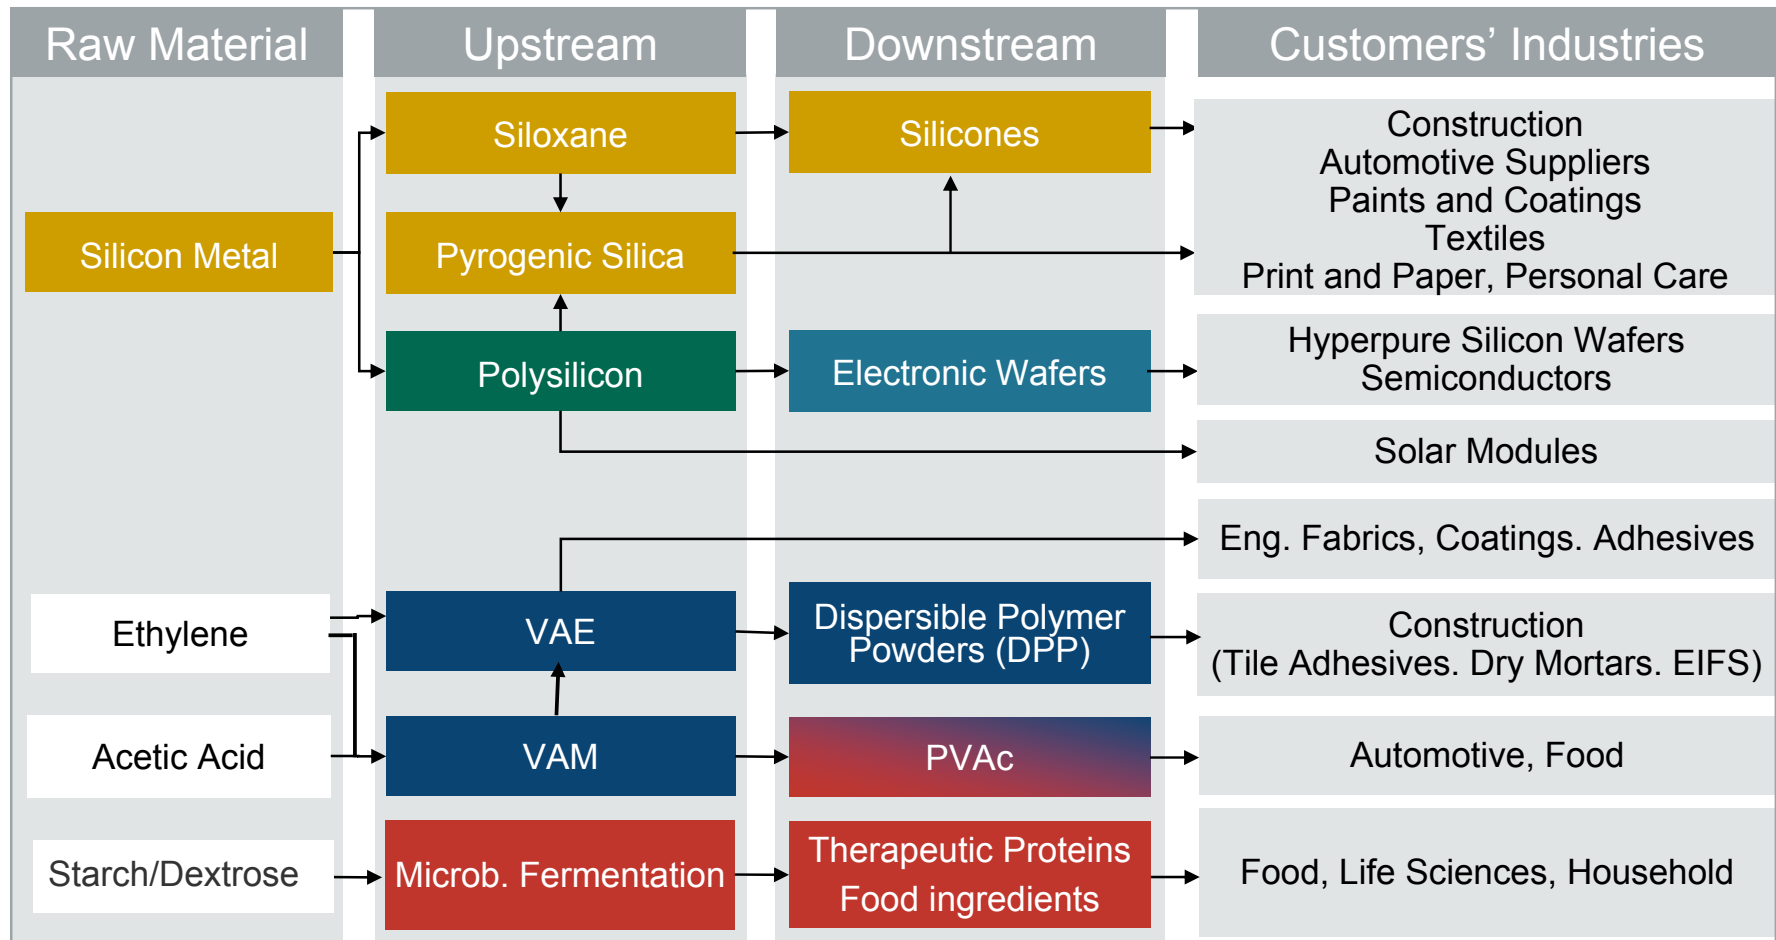 Raw Material
Upstream
Downstream
Customers’ Industries
Siloxane
Silicones
Construction
Automotive Suppliers
Paints and Coatings
Textiles
Print and Paper, Personal Care
Silicon Metal
Pyrogenic Silica
Polysilicon
Electronic Wafers
Hyperpure Silicon Wafers
Semiconductors
Solar Modules
Eng. Fabrics, Coatings. Adhesives
Ethylene
VAE
Dispersible Polymer
Powders (DPP)
Construction
(Tile Adhesives. Dry Mortars. EIFS)
Acetic Acid
VAM
PVAc
Automotive, Food
Starch/Dextrose
Microb. Fermentation
Therapeutic Proteins
Food ingredients
Food, Life Sciences, Household